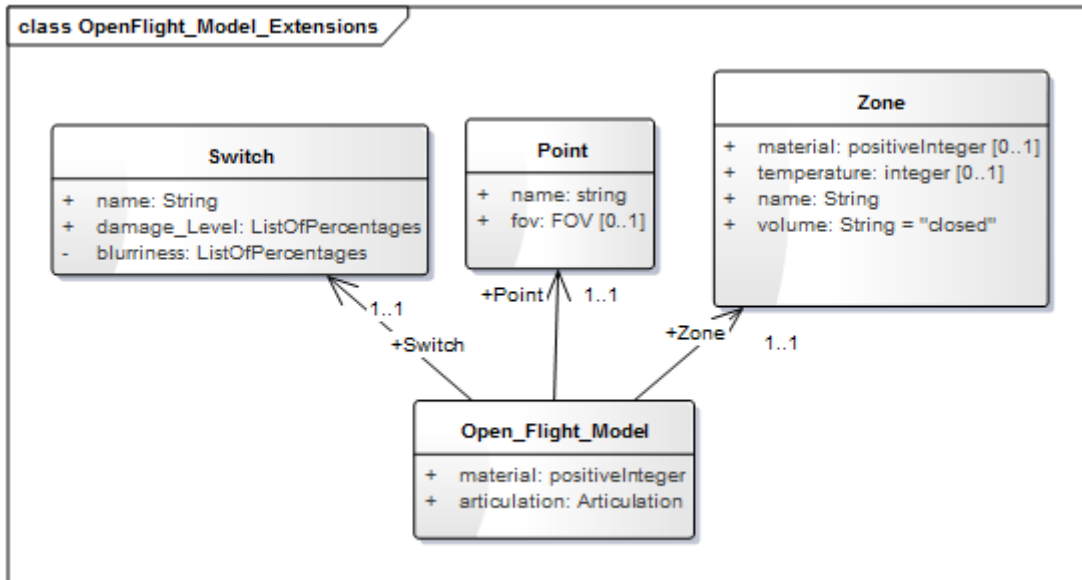 class OpenFlight_Model_Extensions
Switch
+ name: String
+ damage_Level: ListOfPercentages
- blurriness: ListOfPercentages
Point
+ name: string
+ fov: FOV [0..1]
Zone
+ material: positiveInteger [0..1]
+ temperature: integer [0..1]
+ name: String
+ volume: String = "closed"
1..1
+Switch
+Point
1..1
+Zone
1..1
Open_Flight_Model
+ material: positiveInteger
+ articulation: Articulation